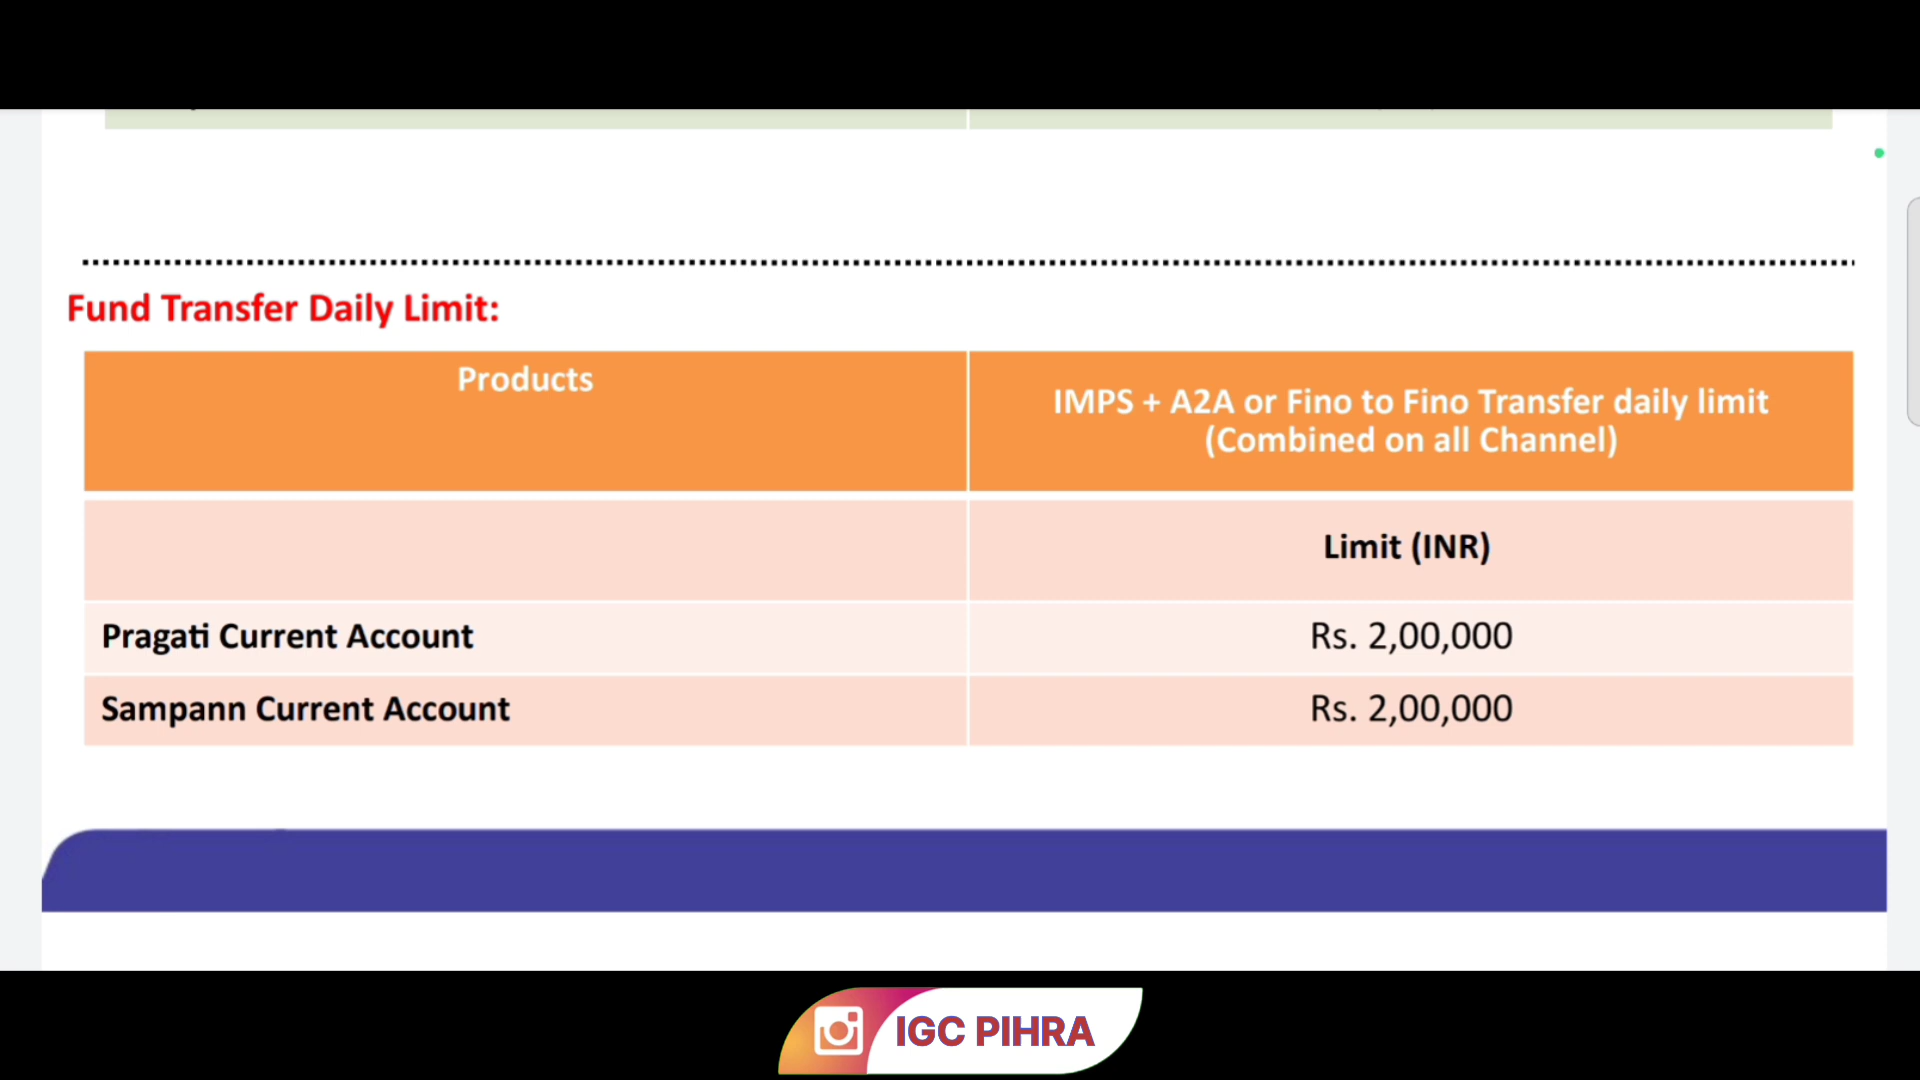 Fund Transfer Daily Limit:
Products
IMPS + A2A or Fino to Fino Transfer daily limit
(Combined on all Channel)
Limit (INR)
Pragati Current Account
Rs. 2,00,000
Sampann Current Account
Rs. 2,00,000
IGC PIHRA